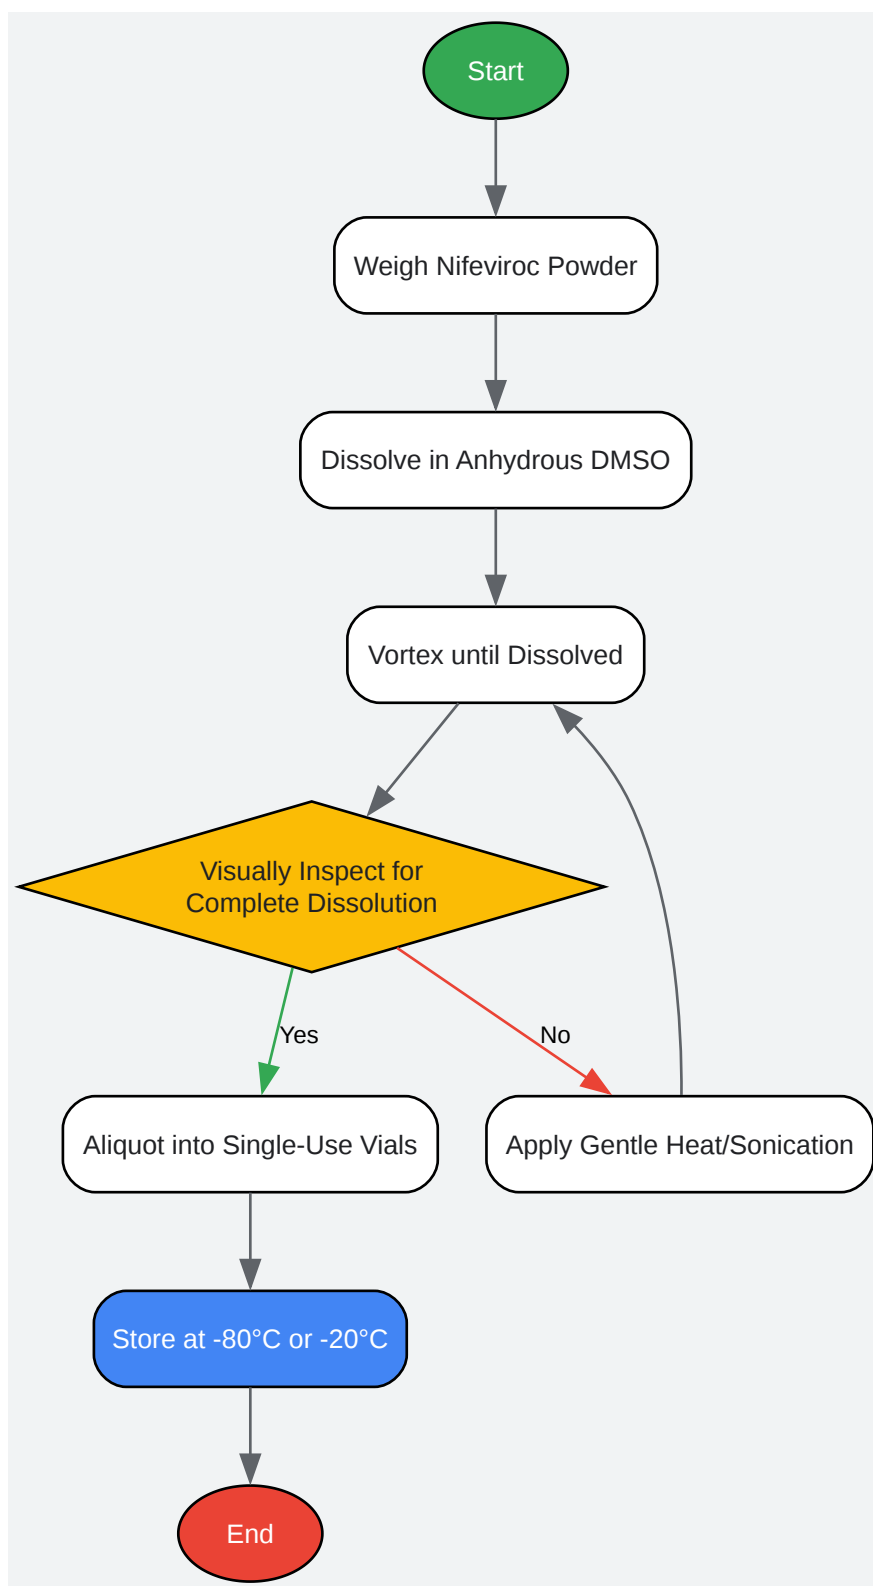 Start
Weigh Nifeviroc Powder
Dissolve in Anhydrous DMSO
Vortex until Dissolved
Visually Inspect for
Complete Dissolution
Yes
No
Aliquot into Single-Use Vials
Apply Gentle Heat/Sonication
Store at -80°C or -20°C
End